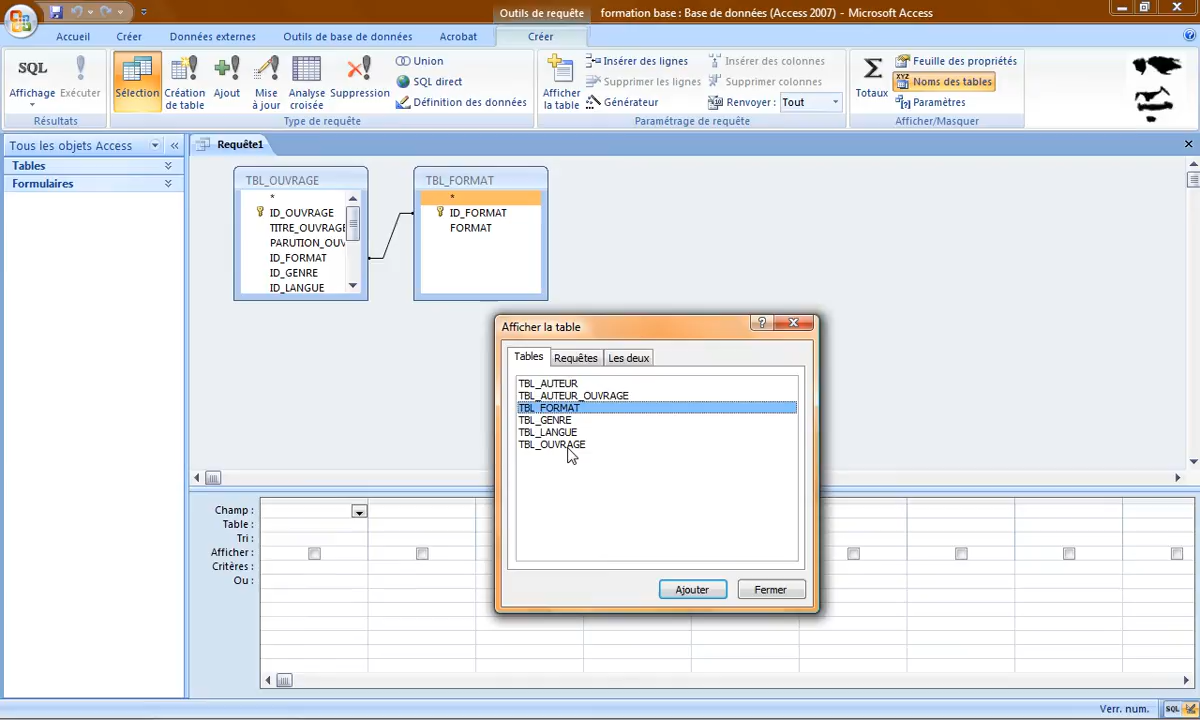 Outils de requête
formation base : Base de données (Access 2007) - Microsoft Access
Accueil
Créer
Données externes
Outils de base de données
Acrobat
Créer
SQL
Affichage
Exécuter
Résultats
Sélection
Création
de table
Ajout
Mise
à jour
Analyse
croisée
Suppression
Union
SQL direct
Définition des données
Type de requête
Afficher
la table
Insérer des lignes
Supprimer les lignes
Générateur
Insérer des colonnes
Supprimer colonnes
Renvoyer : Tout
Paramétrage de requête
Σ
Totaux
Feuille des propriétés
XYZ
Noms des tables
Paramètres
Afficher/Masquer
Tous les objets Access
Tables
Formulaires
Requête1
TBL_OUVRAGE
*
ID_OUVRAGE
TITRE_OUVRAGE
PARUTION_OUV
ID_FORMAT
ID_GENRE
ID_LANGUE
TBL_FORMAT
*
ID_FORMAT
FORMAT
Afficher la table
?
Tables
Requêtes
Les deux
TBL_AUTEUR
TBL_AUTEUR_OUVRAGE
TBL_FORMAT
TBL_GENRE
TBL_LANGUE
TBL_OUVRAGE
Ajouter
Fermer
Champ :
Table :
Tri :
Afficher :
Critères :
Ou :
Verr. num.
SQL